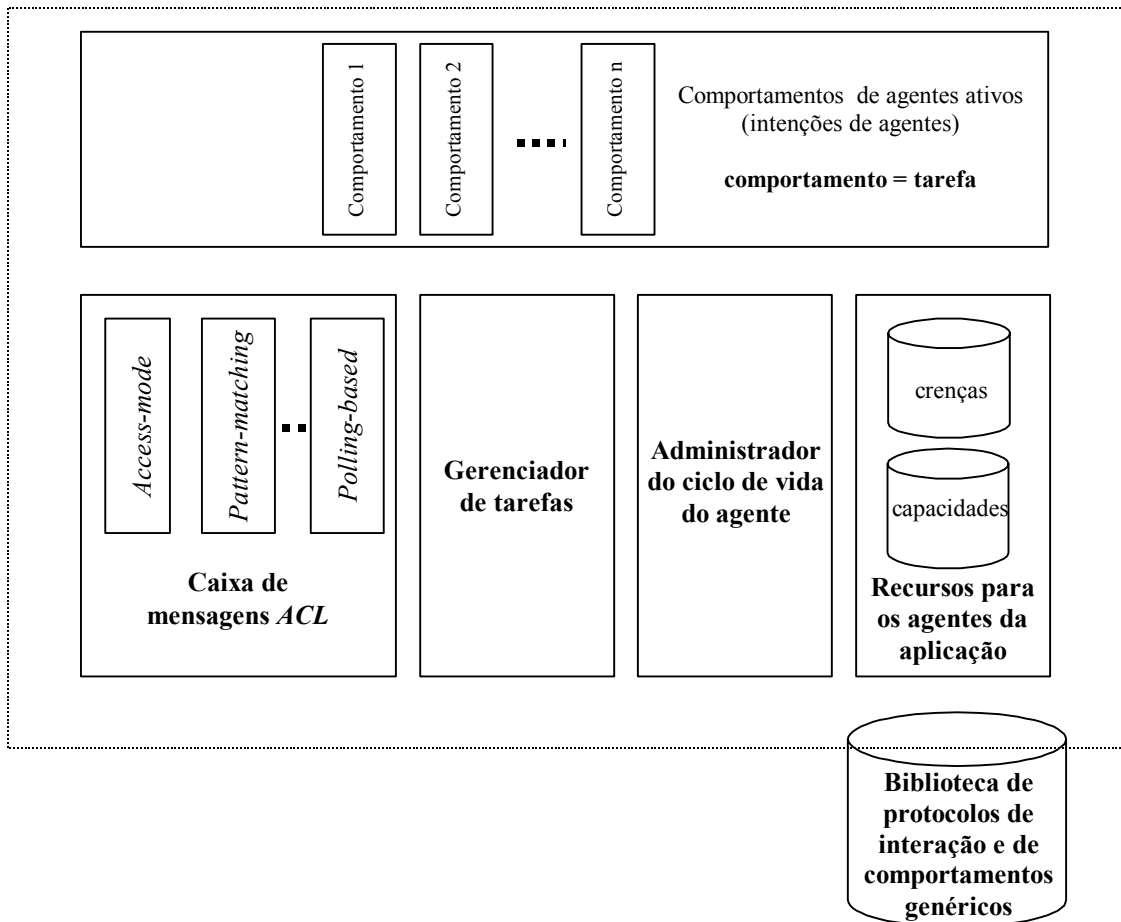 Comportamento 1
Comportamento 2
Comportamento n
Comportamentos de agentes ativos
(intenções de agentes)
comportamento = tarefa
Access-mode
Pattern-matching
Polling-based
Caixa de
mensagens ACL
Gerenciador
de tarefas
Administrador
do ciclo de vida
do agente
crenças
capacidades
Recursos para
os agentes da
aplicação
Biblioteca de
protocolos de
interação e de
comportamentos
genéricos